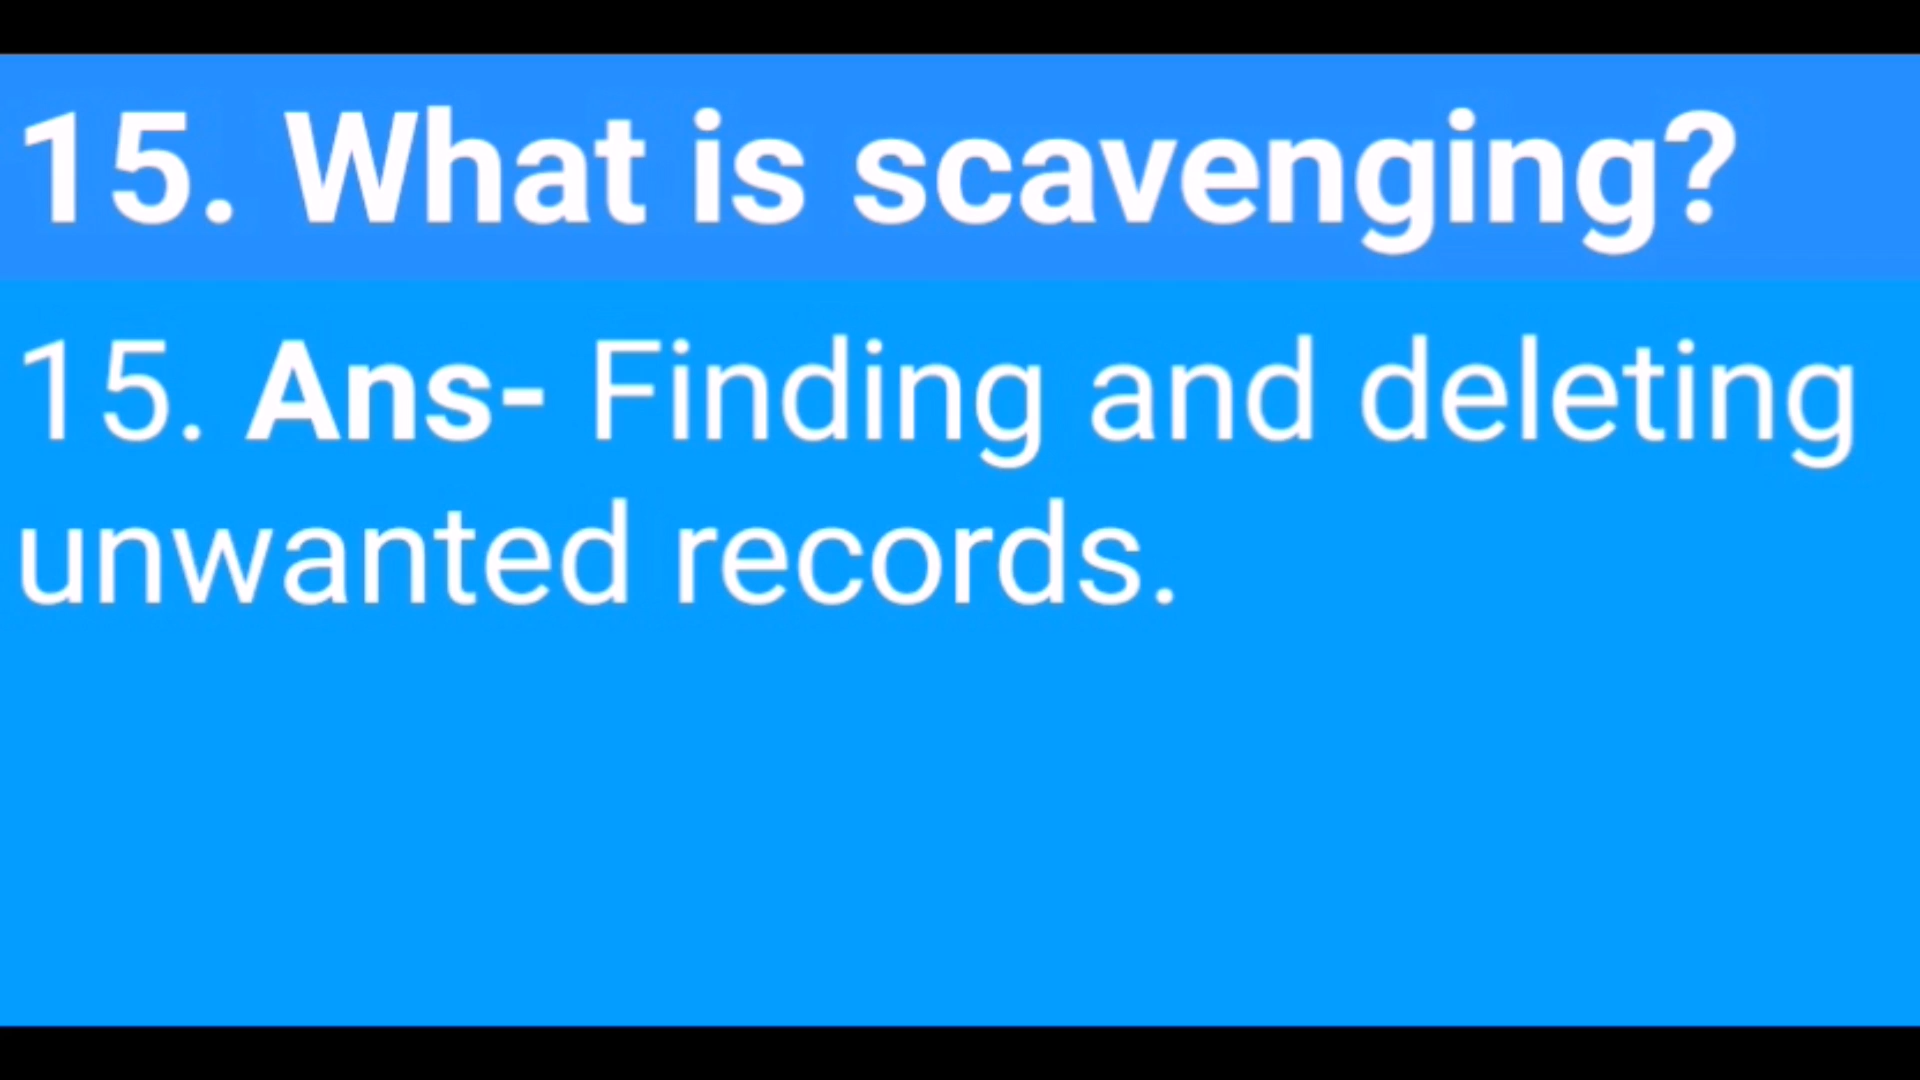 15. What is scavenging?
15. Ans- Finding and deleting
unwanted records.